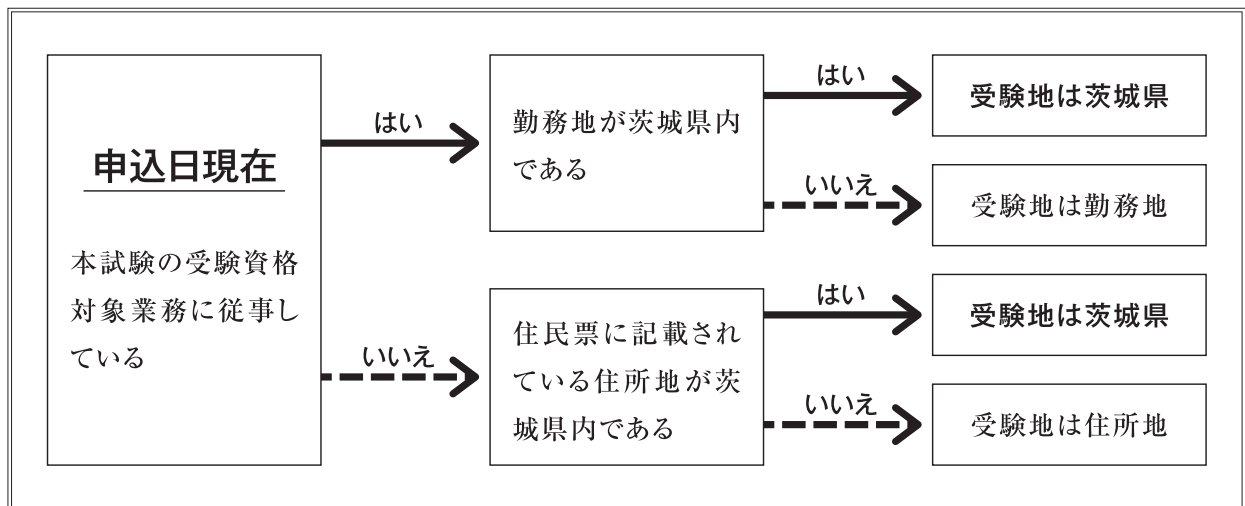 申込日現在
本試験の受験資格
対象業務に従事し
ている
はい
いいえ
勤務地が茨城県内
である
はい
受験地は茨城県
いいえ
受験地は勤務地
住民票に記載され
ている住所地が茨
城県内である
はい
受験地は茨城県
いいえ
受験地は住所地